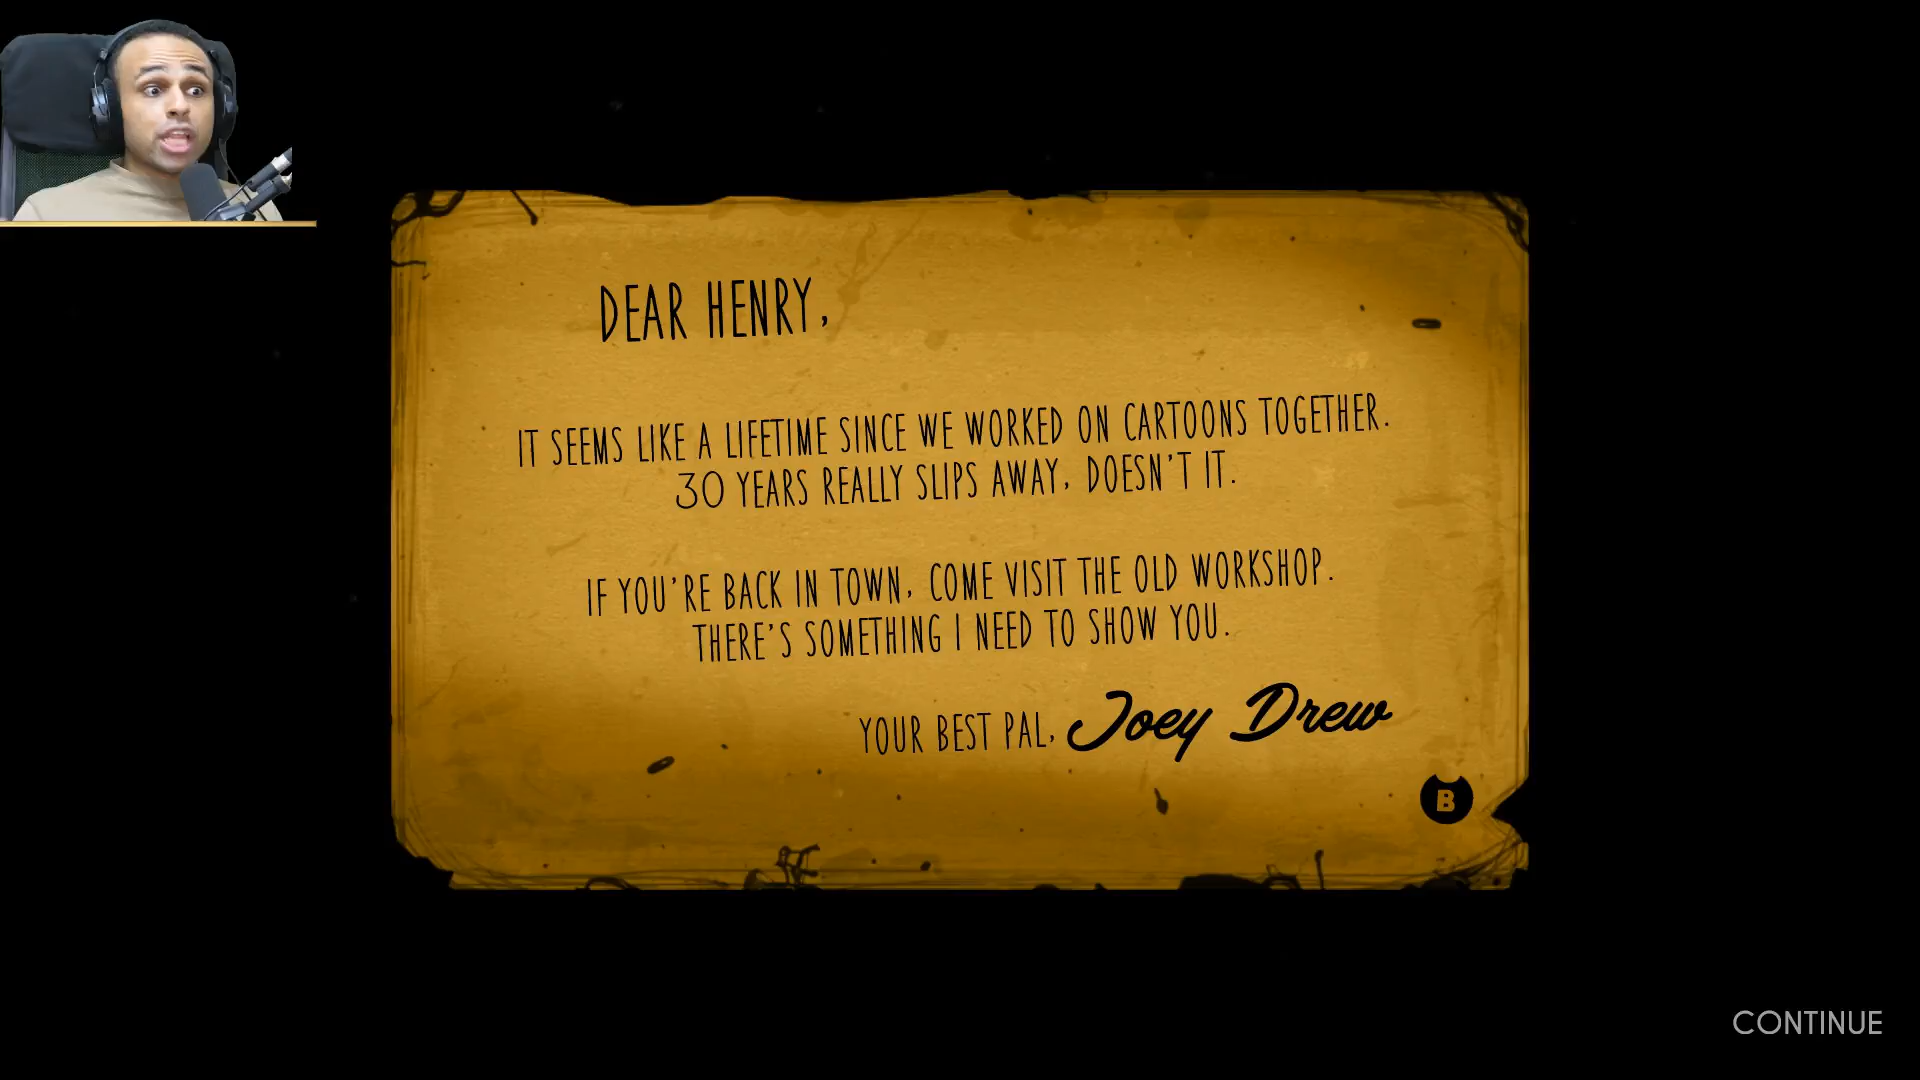 DEAR HENRY,
IT SEEMS LIKE A LIFETIME SINCE WE WORKED ON CARTOONS TOGETHER.
30 YEARS REALLY SLIPS AWAY, DOESN'T IT.
IF YOU'RE BACK IN TOWN, COME VISIT THE OLD WORKSHOP.
THERE'S SOMETHING I NEED TO SHOW YOU.
YOUR BEST PAL, Joey Drew
B
CONTINUE